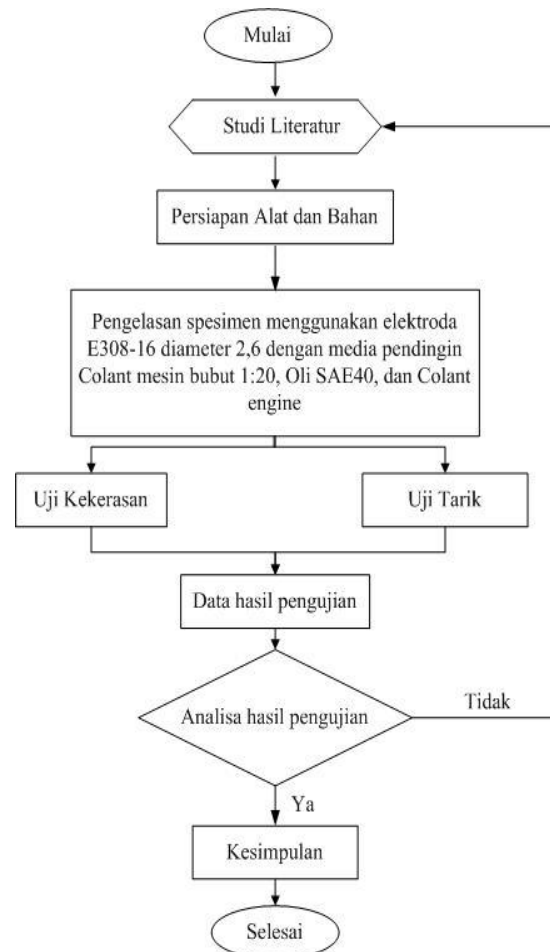 Mulai
Studi Literatur
Persiapan Alat dan Bahan
Pengelasan spesimen menggunakan elektroda
E308-16 diameter 2,6 dengan media pendingin
Colant mesin bubut 1:20, Oli SAE40, dan Colant
engine
Uji Kekerasan
Uji Tarik
Data hasil pengujian
Analisa hasil pengujian
Tidak
Ya
Kesimpulan
Selesai